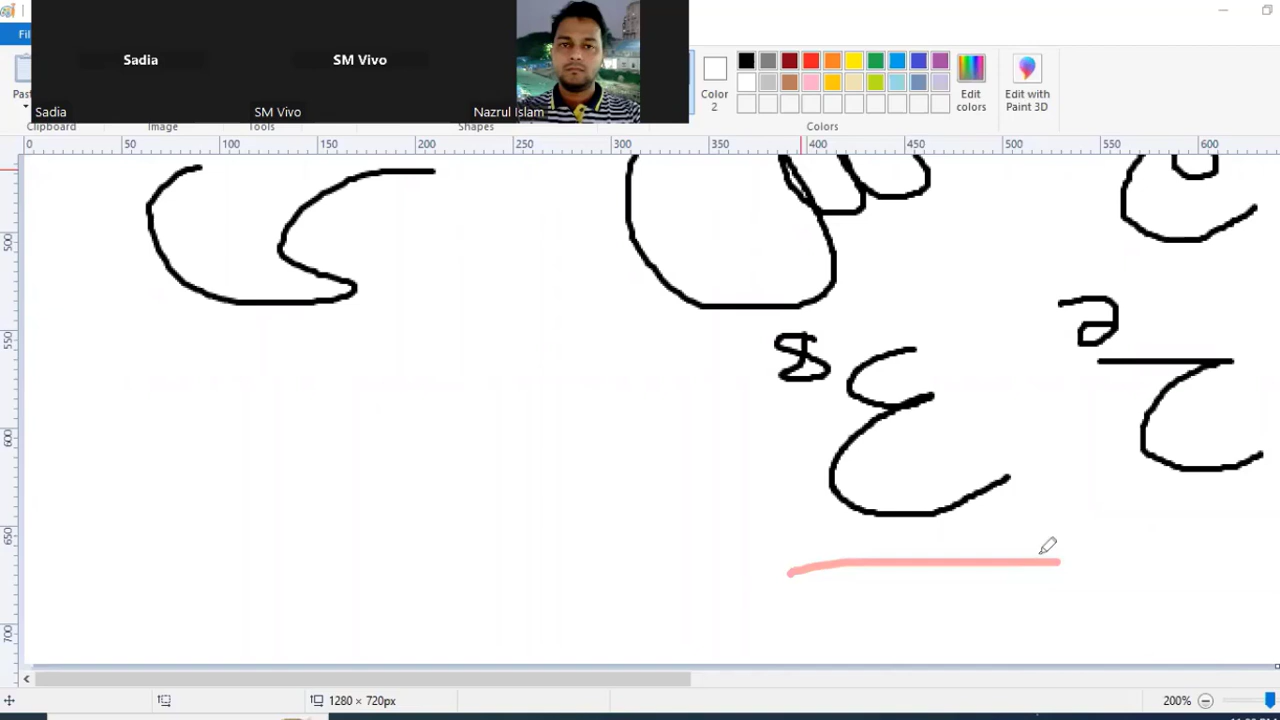 Fil
Sadia
SM Vivo
Sadia
SM Vivo
Nazrul Islam
Past
Color
2
Edit
colors
Edit with
Paint 3D
Clipboard
Image
Tools
Shapes
Colors
0 50 100 150 200 250 300 350 400 450 500 550 600
500
550
600
650
700
ى
ع
ح
1280 × 720px
200%